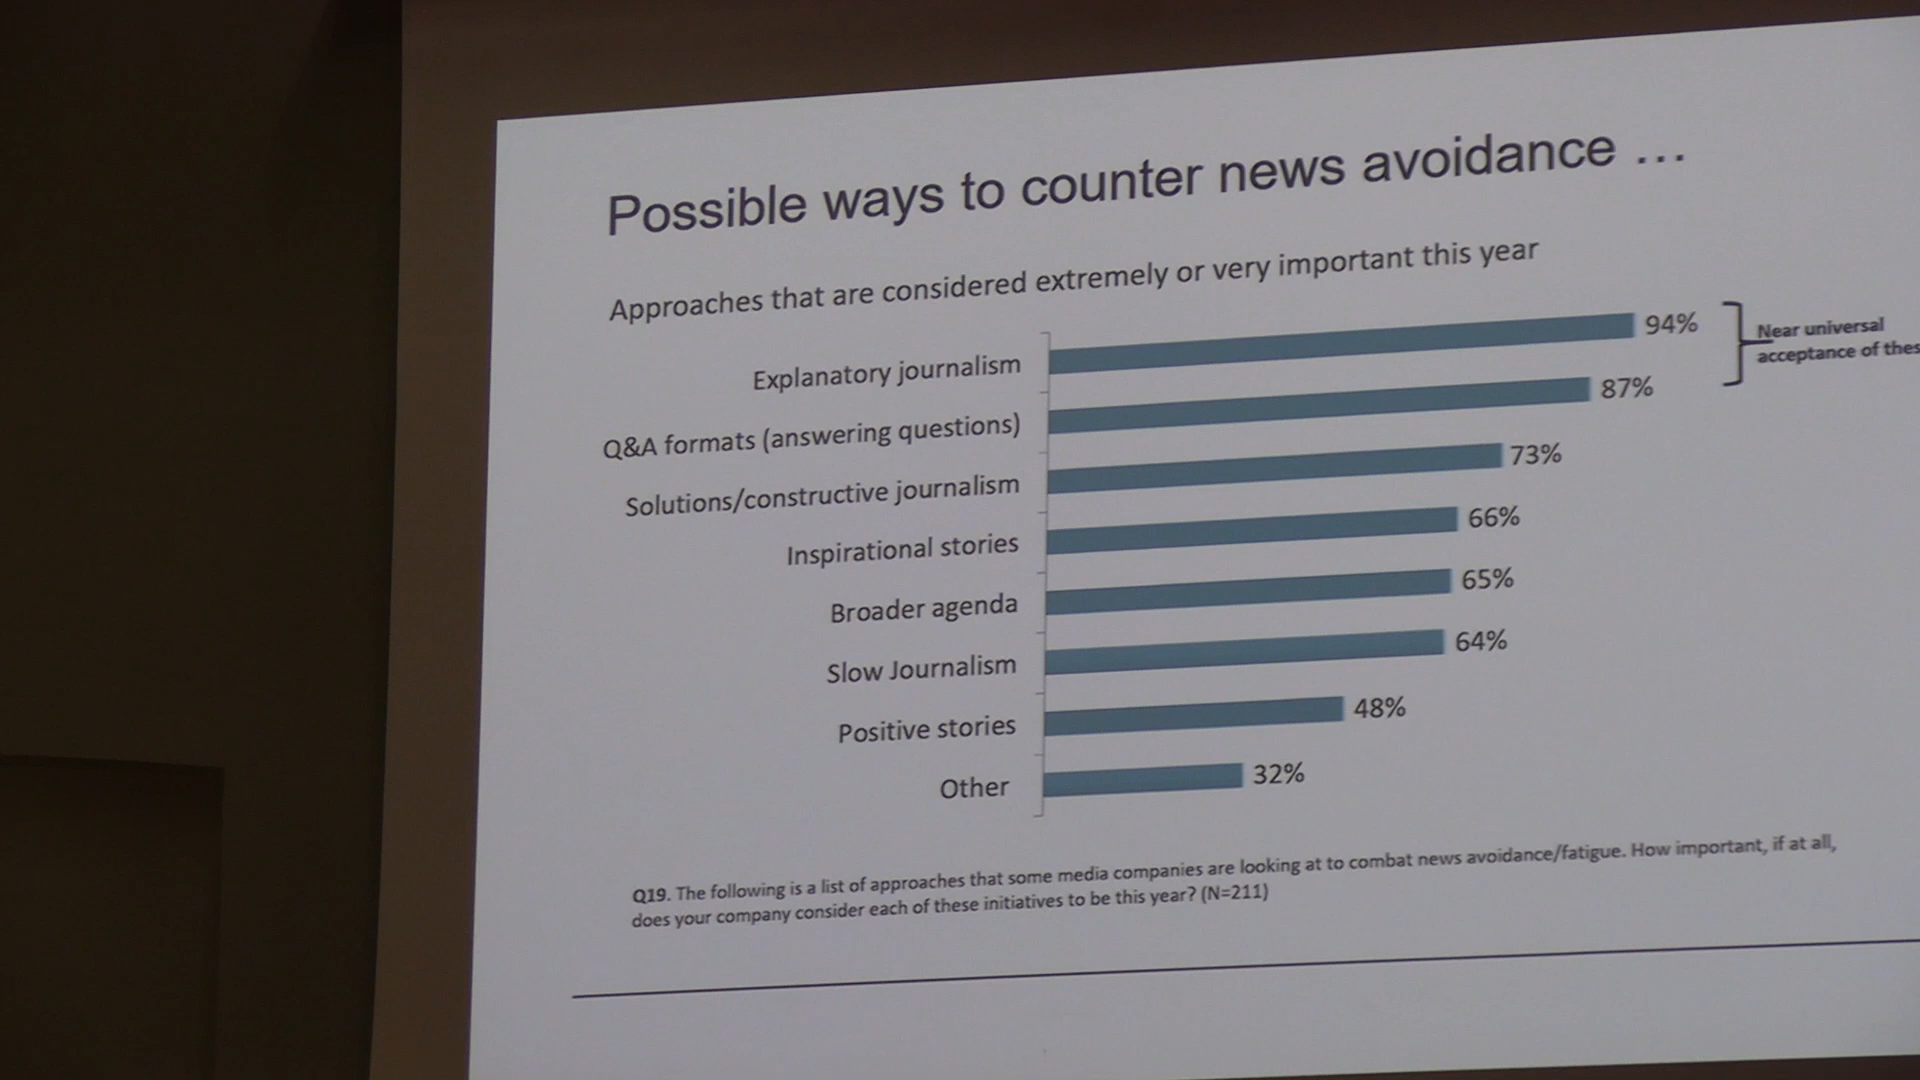 Possible ways to counter news avoidance ...
Approaches that are considered extremely or very important this year
Explanatory journalism 94%
Near universal
acceptance of
Q&A formats (answering questions) 87%
Solutions/constructive journalism 73%
Inspirational stories 66%
Broader agenda 65%
Slow Journalism 64%
Positive stories 48%
Other 32%
Q19. The following is a list of approaches that some media companies are looking at to combat news avoidance/fatigue. How important, if at all,
does your company consider each of these initiatives to be this year? (N=211)